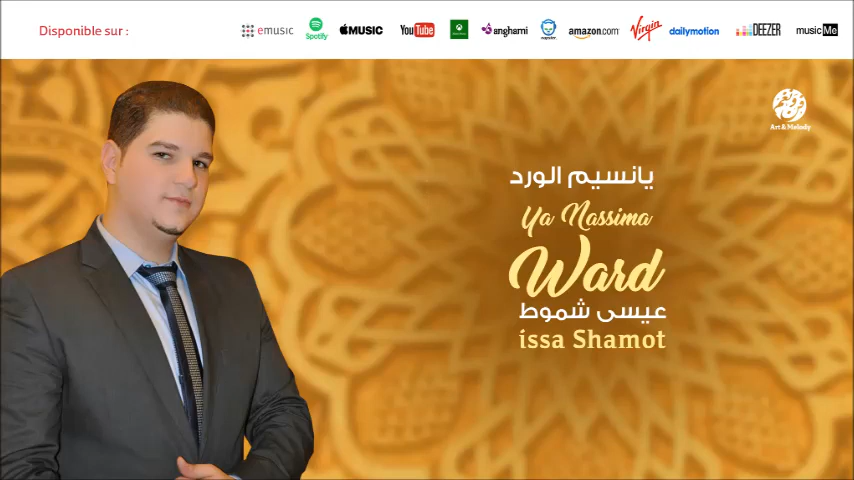 Disponible sur :
emusic
Spotify
MUSIC
YouTube
anghami
napster
amazon.com
Virgin
dailymotion
DEEZER
musicMe
Art & Melody
يانسيم الورد
Ya Nassima
Ward
عيسى شموط
issa Shamot